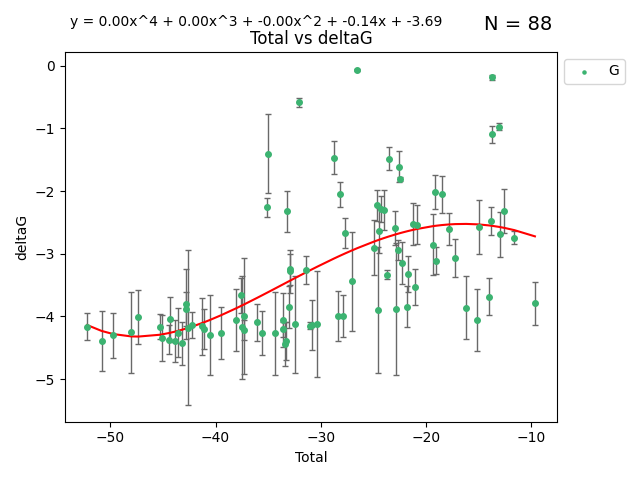 y = 0.00x^4 + 0.00x^3 + -0.00x^2 + -0.14x + -3.69
N = 88
Total vs deltaG
G
0
−1
−2
−3
−4
−5
deltaG
−50
−40
−30
−20
−10
Total